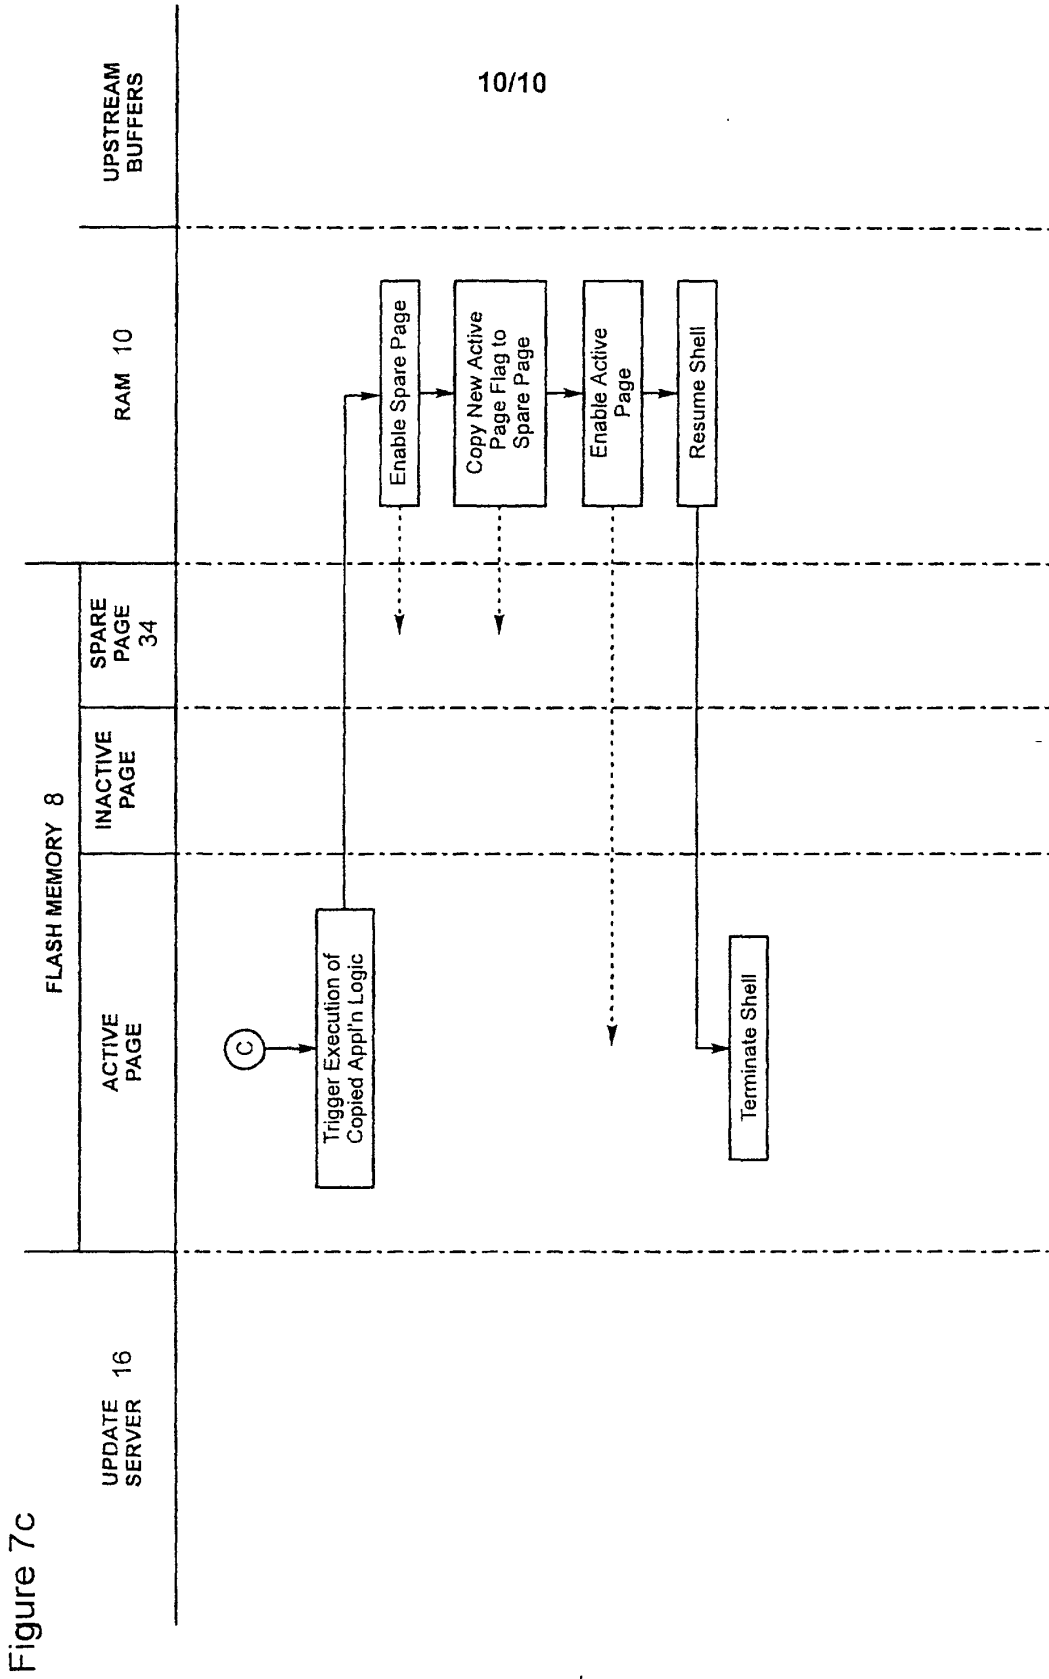 10/10
Figure 7c
FLASH MEMORY 8
UPDATE
SERVER 16
ACTIVE
PAGE
INACTIVE
PAGE
SPARE
PAGE
34
RAM 10
UPSTREAM
BUFFERS
C
Trigger Execution of
Copied Appl'n Logic
Enable Spare Page
Copy New Active
Page Flag to
Spare Page
Enable Active
Page
Resume Shell
Terminate Shell